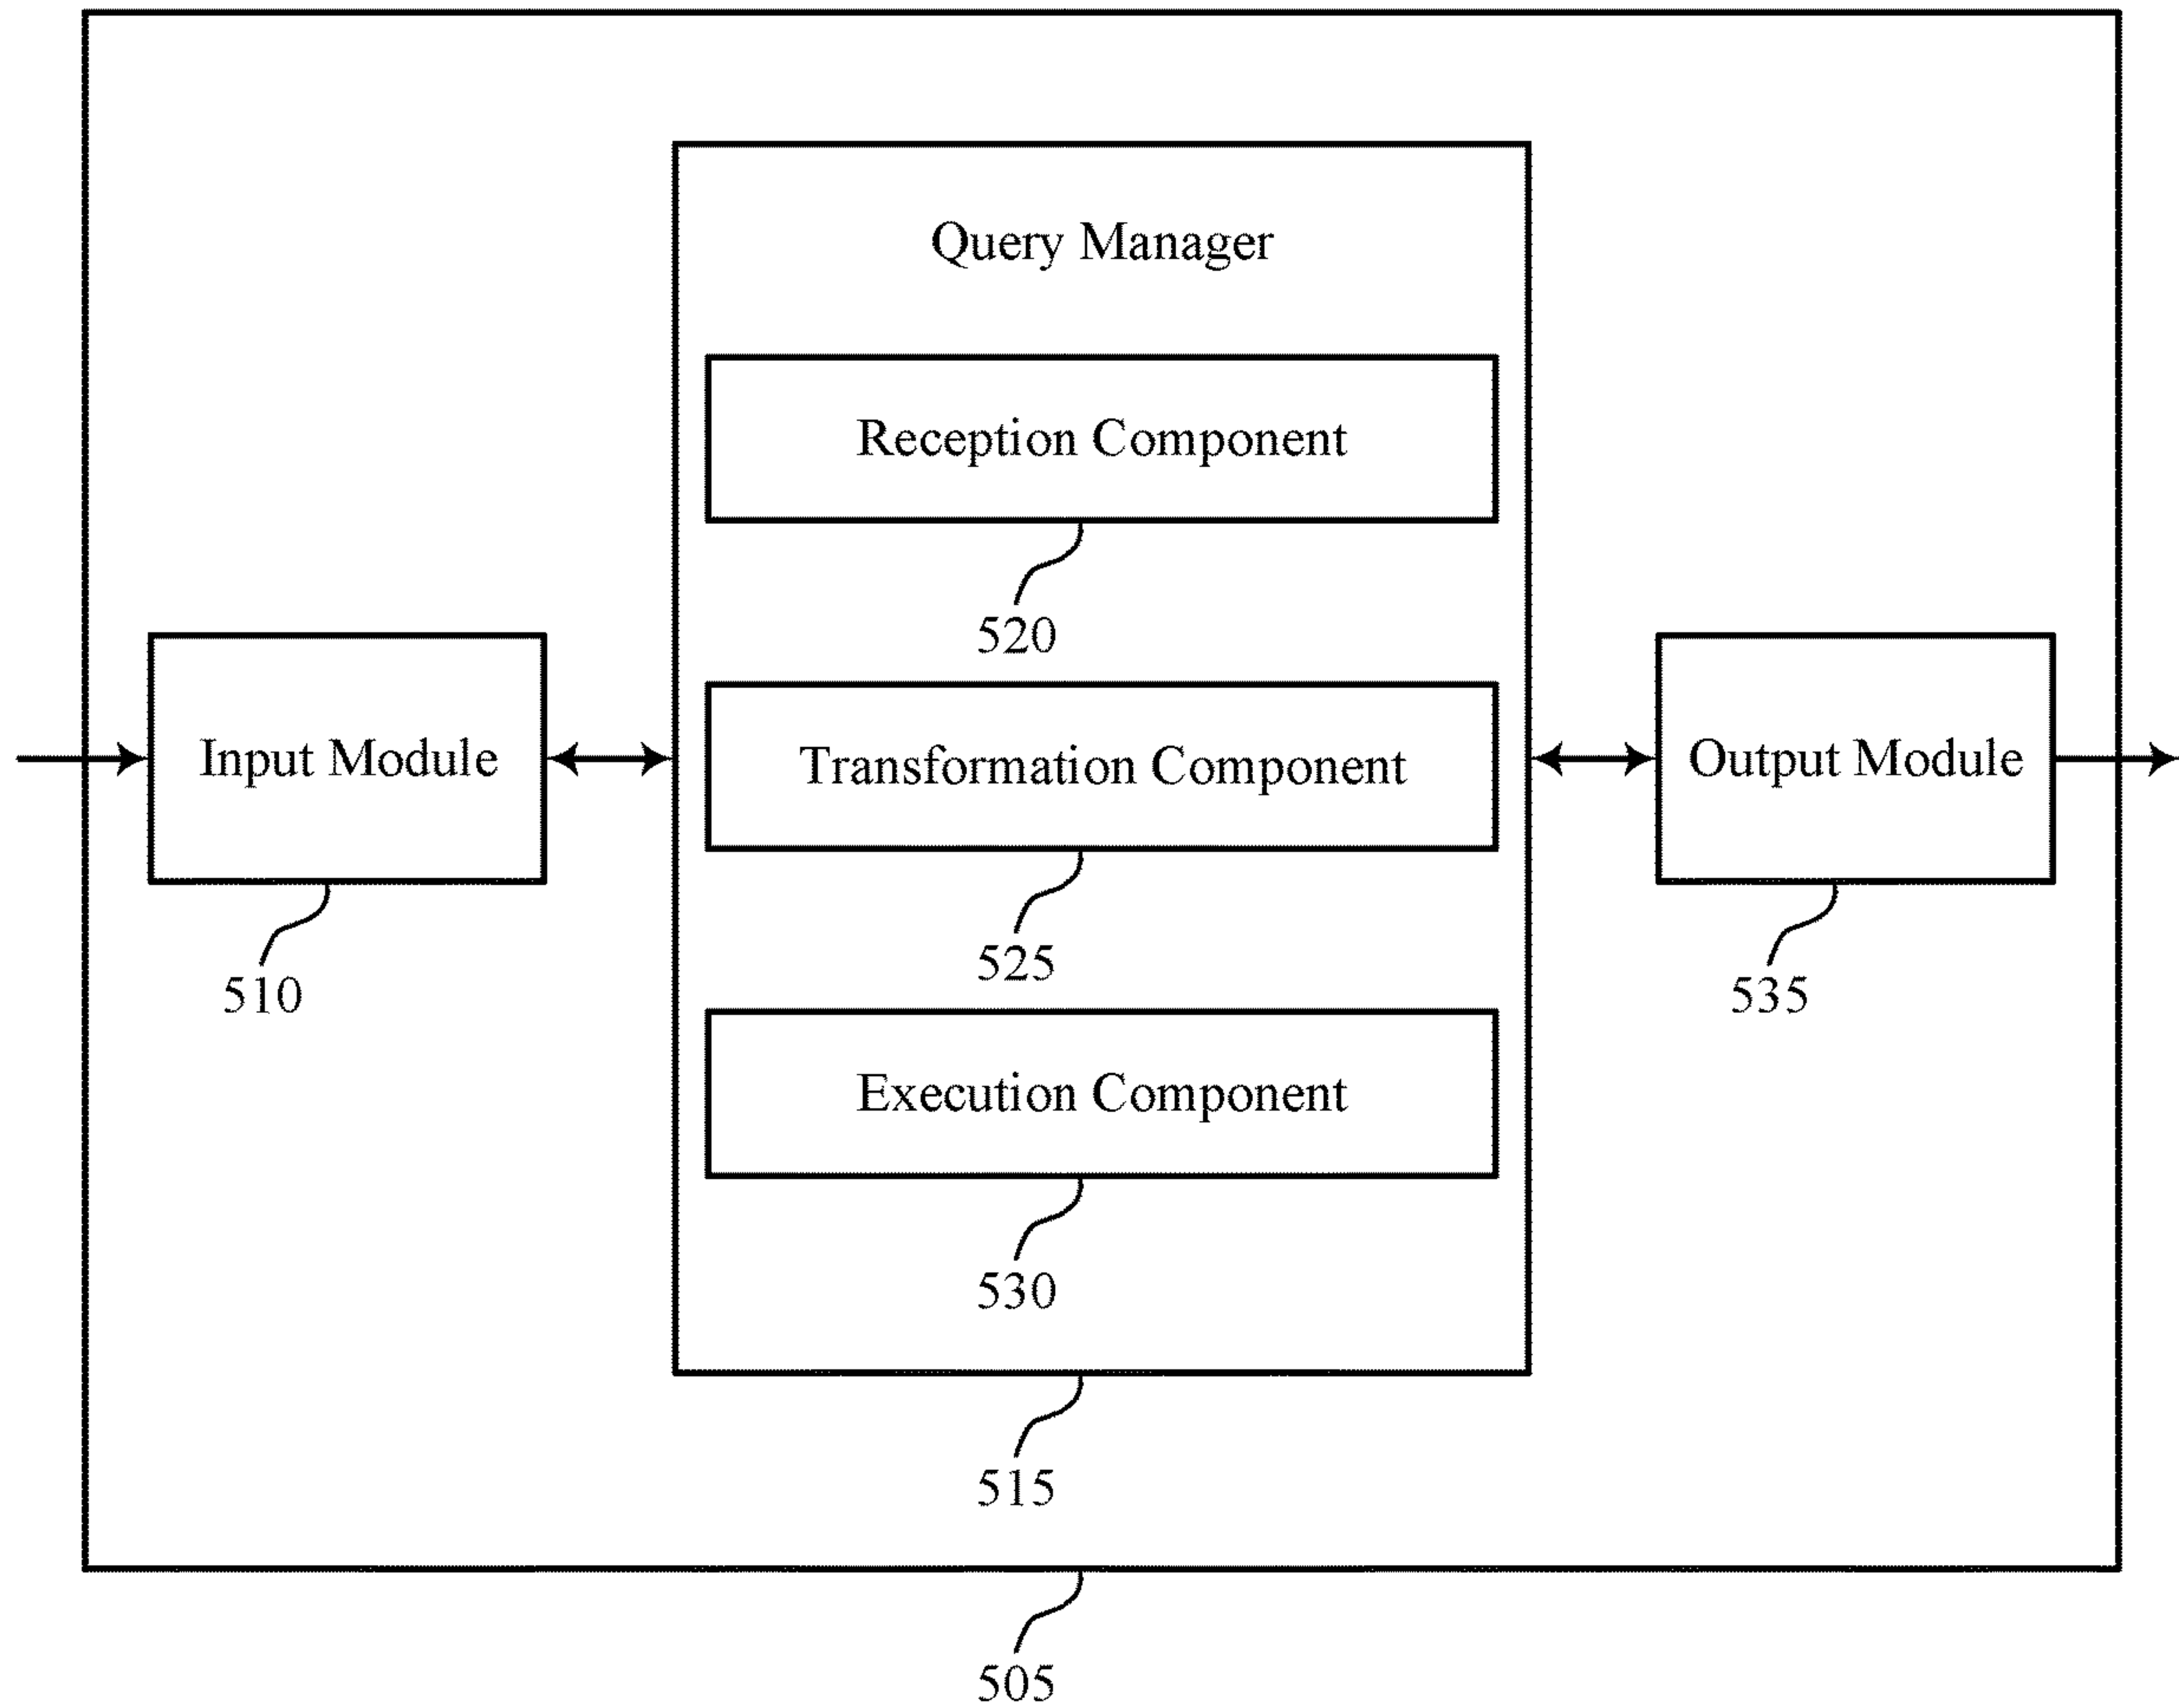 Query Manager
Reception Component
520
Input Module
Transformation Component
Output Module
525
510
535
Execution Component
530
515
505